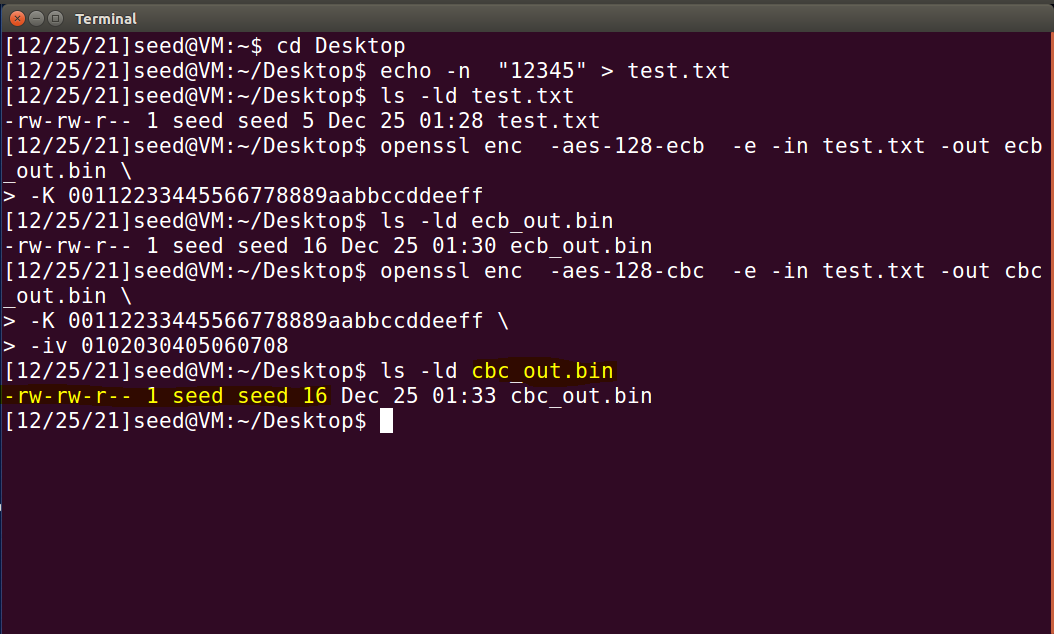 Terminal
[12/25/21]seed@VM:~$ cd Desktop
[12/25/21]seed@VM:~/Desktop$ echo -n  "12345" > test.txt
[12/25/21]seed@VM:~/Desktop$ ls -ld test.txt
-rw-rw-r-- 1 seed seed 5 Dec 25 01:28 test.txt
[12/25/21]seed@VM:~/Desktop$ openssl enc  -aes-128-ecb  -e -in test.txt -out ecb
_out.bin \
> -K 00112233445566778889aabbccddeeff
[12/25/21]seed@VM:~/Desktop$ ls -ld ecb_out.bin
-rw-rw-r-- 1 seed seed 16 Dec 25 01:30 ecb_out.bin
[12/25/21]seed@VM:~/Desktop$ openssl enc  -aes-128-cbc  -e -in test.txt -out cbc
_out.bin \
> -K 00112233445566778889aabbccddeeff \
> -iv 0102030405060708
[12/25/21]seed@VM:~/Desktop$ ls -ld cbc_out.bin
-rw-rw-r-- 1 seed seed 16 Dec 25 01:33 cbc_out.bin
[12/25/21]seed@VM:~/Desktop$